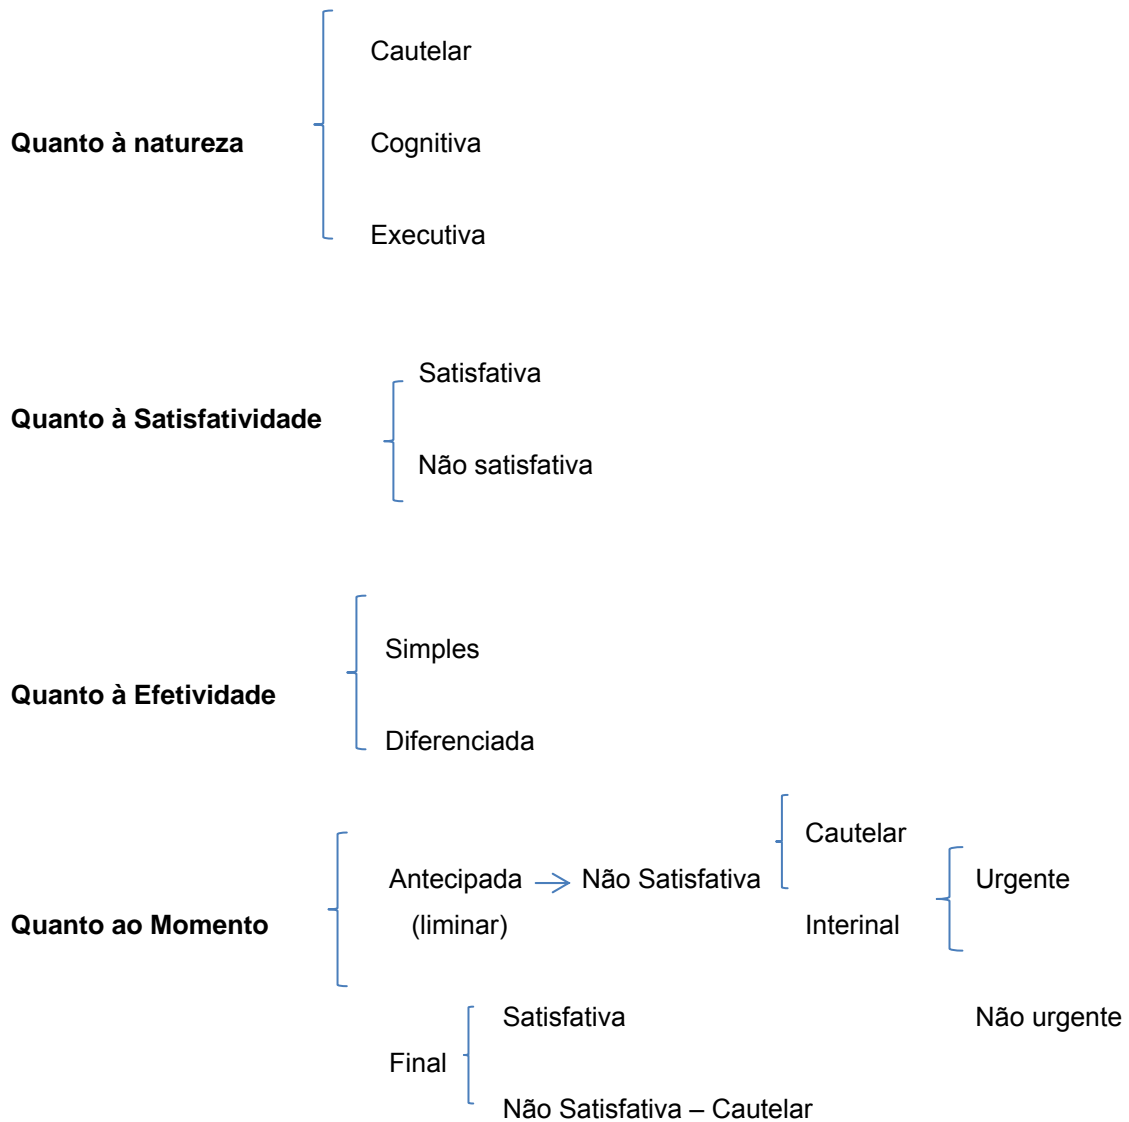 Cautelar
Quanto à natureza Cognitiva
Executiva
Satisfativa
Quanto à Satisfatividade
Não satisfativa
Simples
Quanto à Efetividade
Diferenciada
Cautelar
Antecipada → Não Satisfativa Urgente
Quanto ao Momento (liminar) Interinal
Satisfativa Não urgente
Final
Não Satisfativa – Cautelar